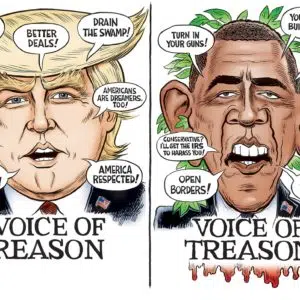 DRAIN
THE SWAMP!
BETTER
DEALS!
AMERICANS
ARE DREAMERS,
TOO!
AMERICA
RESPECTED!
VOICE OF
REASON
TURN IN
YOUR GUNS!
CONSERVATIVE?
I'LL GET THE IRS
TO HARASS YOU!
OPEN
BORDERS!
VOICE OF
TREASON